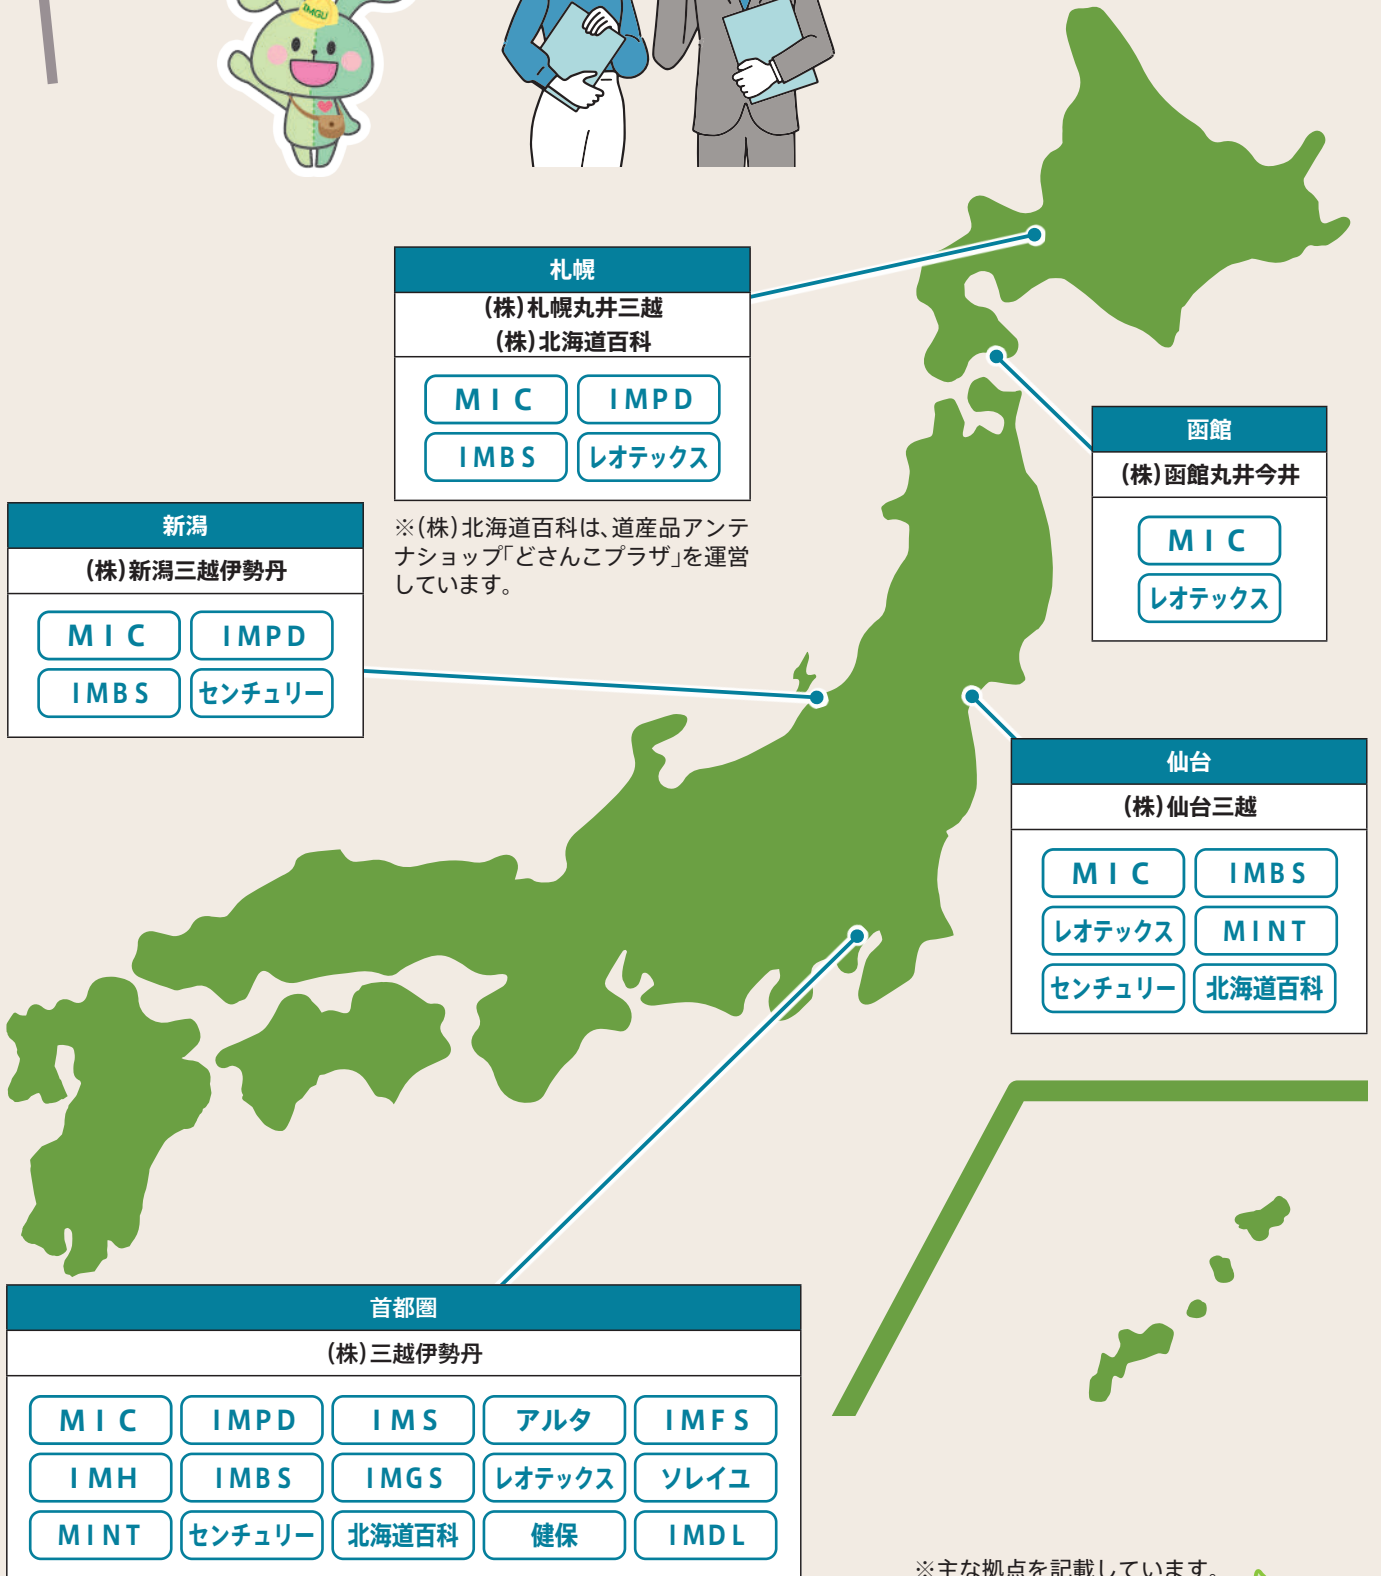 IMGU
札幌
(株)札幌丸井三越
(株)北海道百科
MIC
IMPD
IMBS
レオテックス
※(株)北海道百科は、道産品アンテ
ナショップ「どさんこプラザ」を運営
しています。
函館
(株)函館丸井今井
MIC
レオテックス
新潟
(株)新潟三越伊勢丹
MIC
IMPD
IMBS
センチュリー
仙台
(株)仙台三越
MIC
IMBS
レオテックス
MINT
センチュリー
北海道百科
首都圏
(株)三越伊勢丹
MIC
IMPD
IMS
アルタ
IMFS
IMH
IMBS
IMGS
レオテックス
ソレイユ
MINT
センチュリー
北海道百科
健保
IMDL
※主な拠点を記載しています。